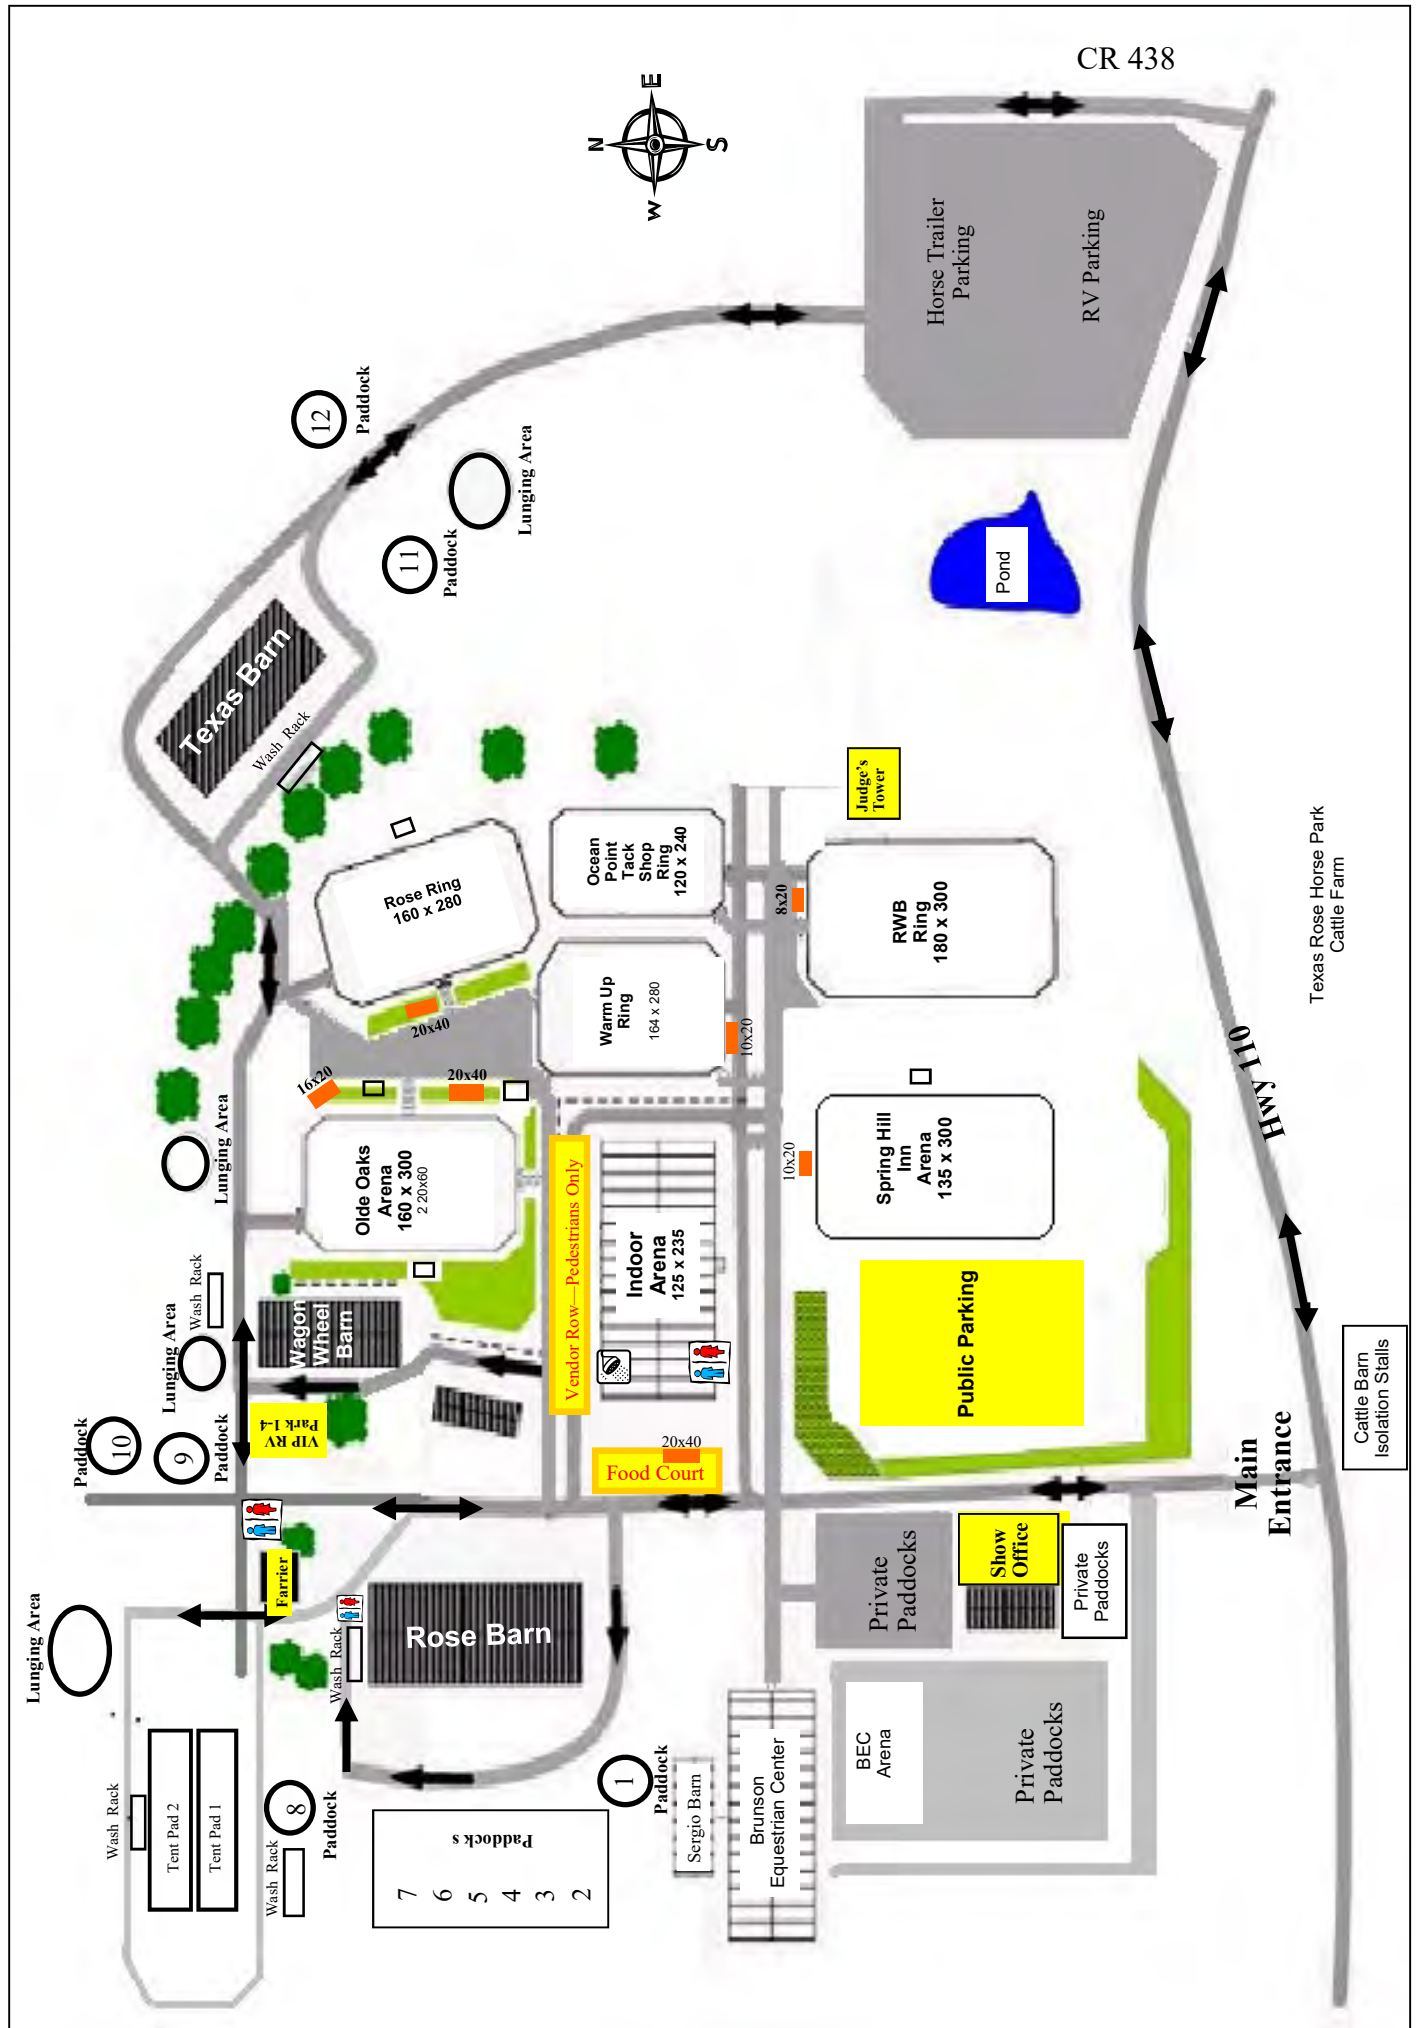 CR 438
N
E
S
W
Horse Trailer
Parking
RV Parking
12
Paddock
Lunging Area
11
Paddock
Pond
Texas Barn
Wash Rack
Judge's
Tower
Rose Ring
160 x 280
Ocean
Point
Tack
Shop
Ring
120 x 240
8x20
RWB
Ring
180 x 300
Texas Rose Horse Park
Cattle Farm
Warm Up
Ring
164 x 280
20x40
10x20
16x20
20x40
Hwy 110
Lunging Area
Olde Oaks
Arena
160 x 300
2 20x60
10x20
Spring Hill
Inn
Arena
135 x 300
Vendor Row—Pedestrians Only
Indoor
Arena
125 x 235
Wash Rack
Lunging Area
Wagon
Wheel
Barn
Public Parking
Cattle Barn
Isolation Stalls
VIP RV
Park 1-4
Paddock
10
9
Paddock
20x40
Food Court
Main
Entrance
Farrier
Private
Paddocks
Show
Office
Private
Paddocks
Lunging Area
Wash Rack
Rose Barn
Wash Rack
Tent Pad 2
Tent Pad 1
Wash Rack
8
Paddock
1
Paddock
Sergio Barn
Brunson
Equestrian Center
BEC
Arena
Private
Paddocks
Paddock s
7
6
5
4
3
2